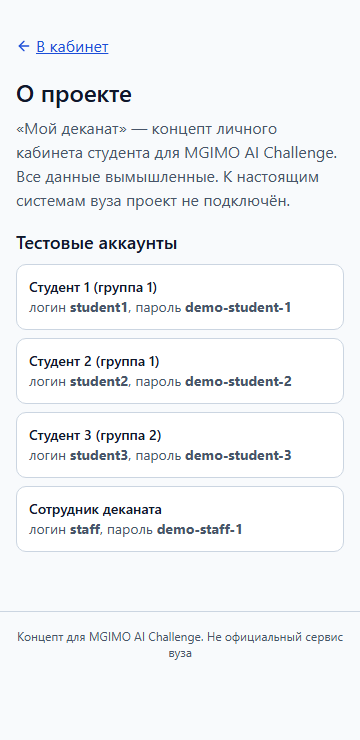 ← В кабинет
О проекте
«Мой деканат» — концепт личного
кабинета студента для MGIMO AI Challenge.
Все данные вымышленные. К настоящим
системам вуза проект не подключён.
Тестовые аккаунты
Студент 1 (группа 1)
логин student1, пароль demo-student-1
Студент 2 (группа 1)
логин student2, пароль demo-student-2
Студент 3 (группа 2)
логин student3, пароль demo-student-3
Сотрудник деканата
логин staff, пароль demo-staff-1
Концепт для MGIMO AI Challenge. Не официальный сервис
вуза